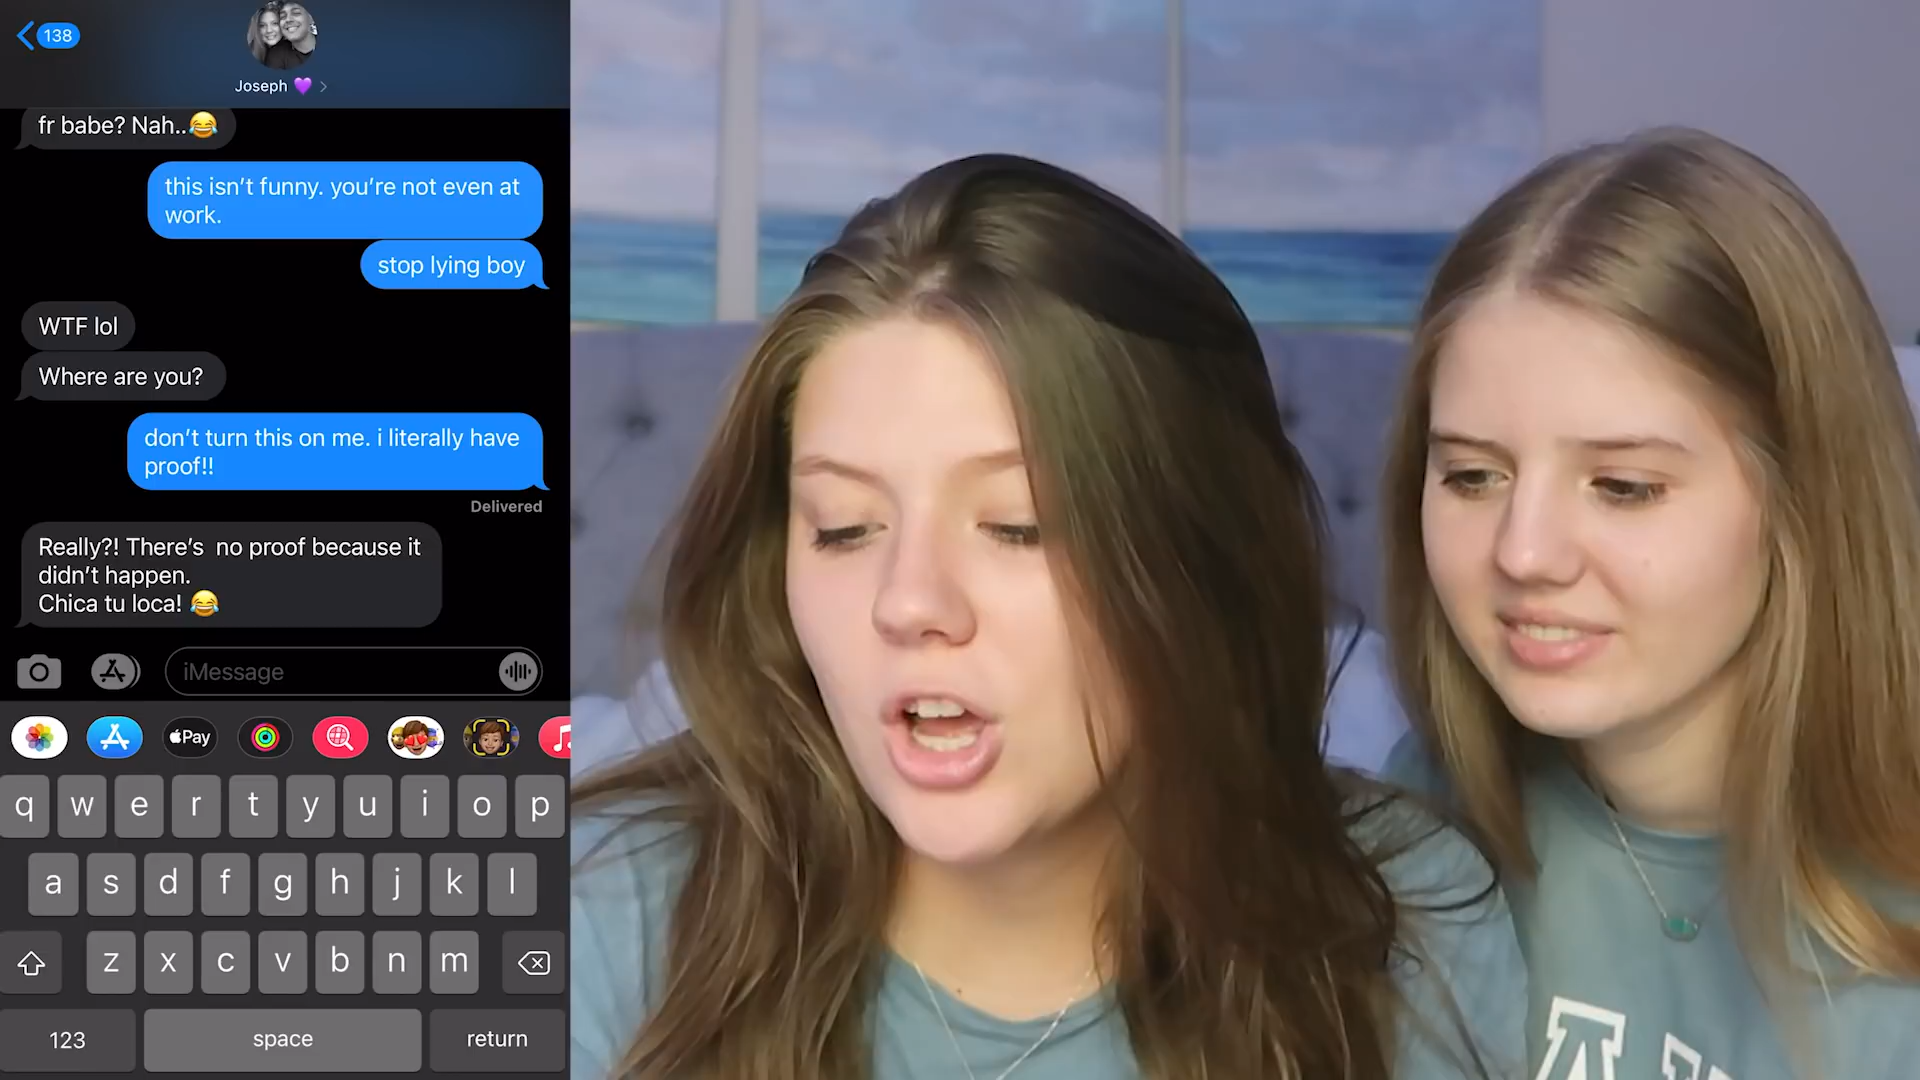 138
Joseph 💜 >
fr babe? Nah..😂
this isn’t funny. you’re not even at
work.
stop lying boy
WTF lol
Where are you?
don’t turn this on me. i literally have
proof!!
Delivered
Really?! There’s  no proof because it
didn’t happen.
Chica tu loca! 😂
iMessage
Pay
q w e r t y u i o p
a s d f g h j k l
z x c v b n m
123 space return